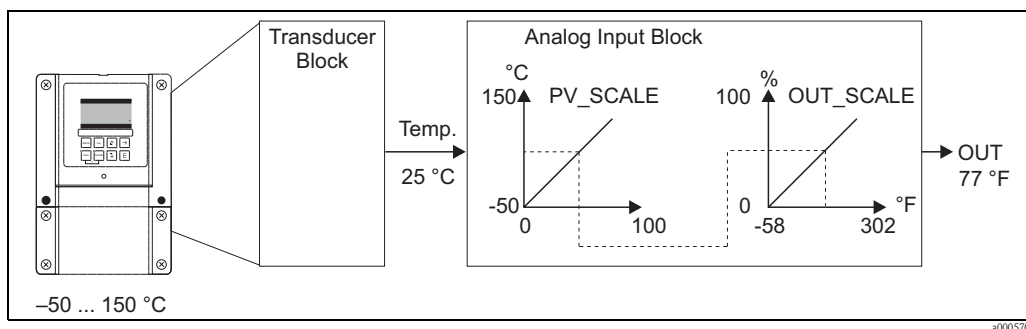 Transducer
Block
Analog Input Block
°C
150
PV_SCALE
-50
0
100
%
100
OUT_SCALE
0
-58
302
°F
Temp.
25 °C
OUT
77 °F
–50 ... 150 °C